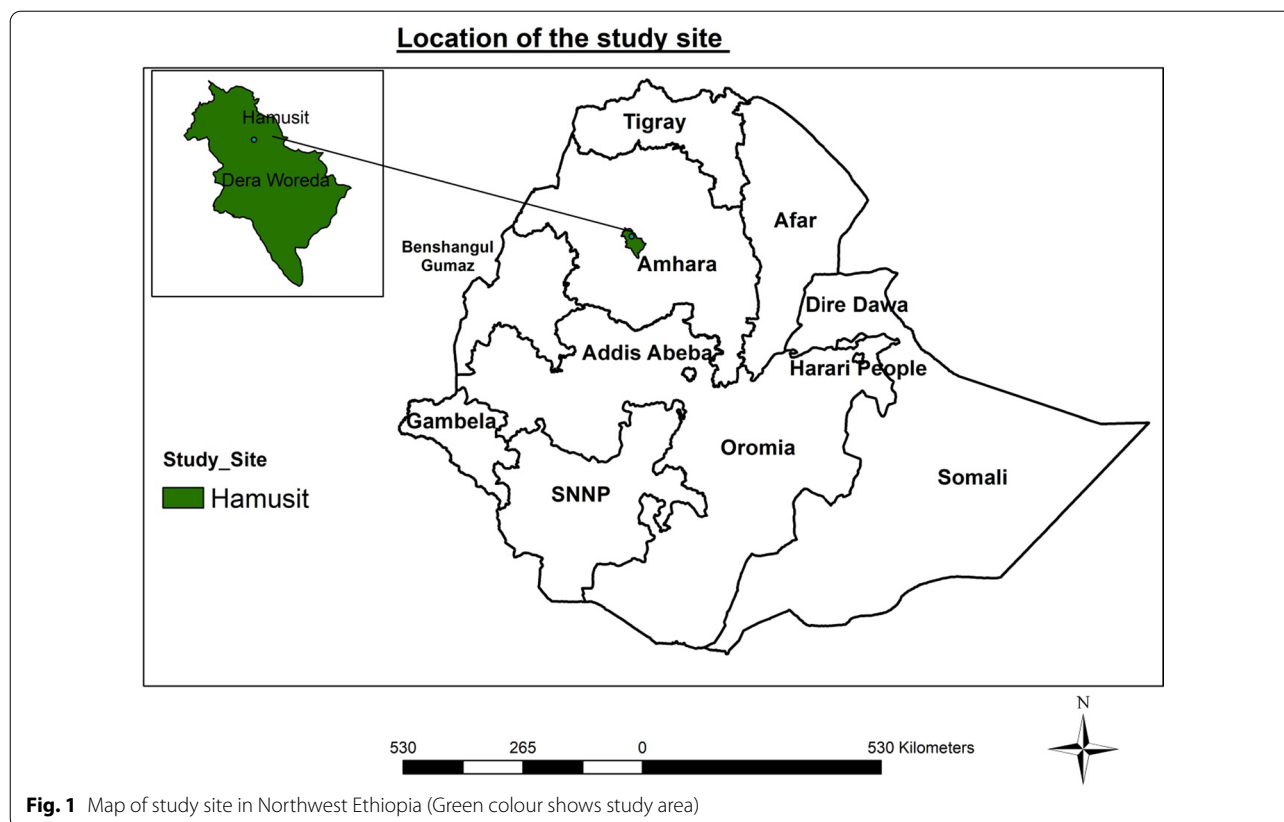 Location of the study site
Hamusit
Dera Woreda
Tigray
Afar
Benshangul
Gumaz
Amhara
Dire Dawa
Addis Abeba
Harari People
Gambela
Oromia
Study_Site
SNNP
Somali
Hamusit
N
530
265
0
530 Kilometers
Fig. 1 Map of study site in Northwest Ethiopia (Green colour shows study area)